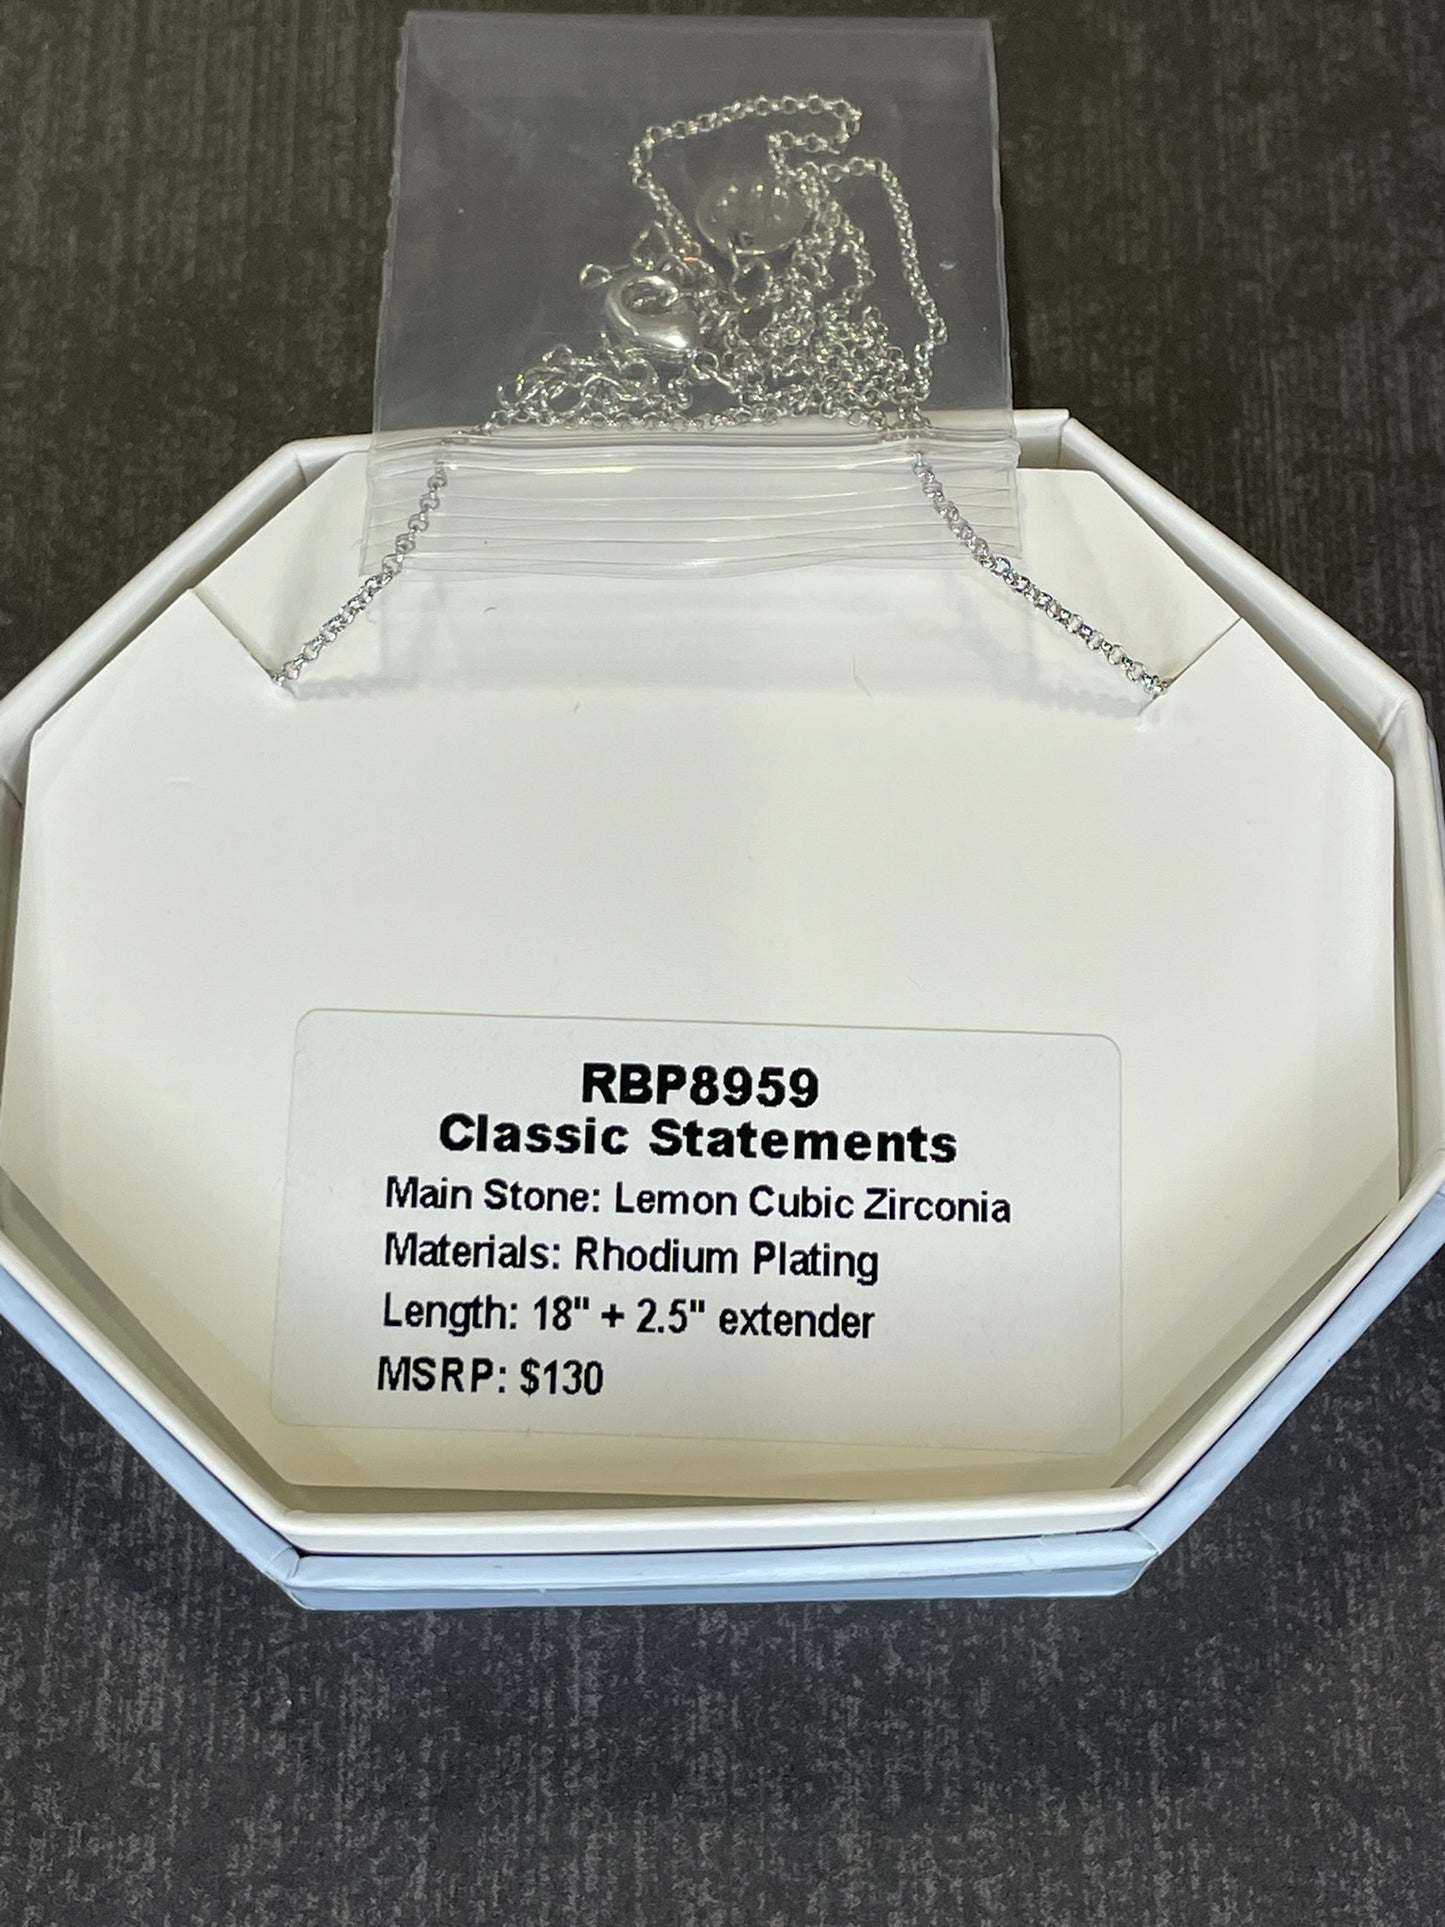 RBP8959
Classic Statements
Main Stone: Lemon Cubic Zirconia
Materials: Rhodium Plating
Length: 18" + 2.5" extender
MSRP: $130